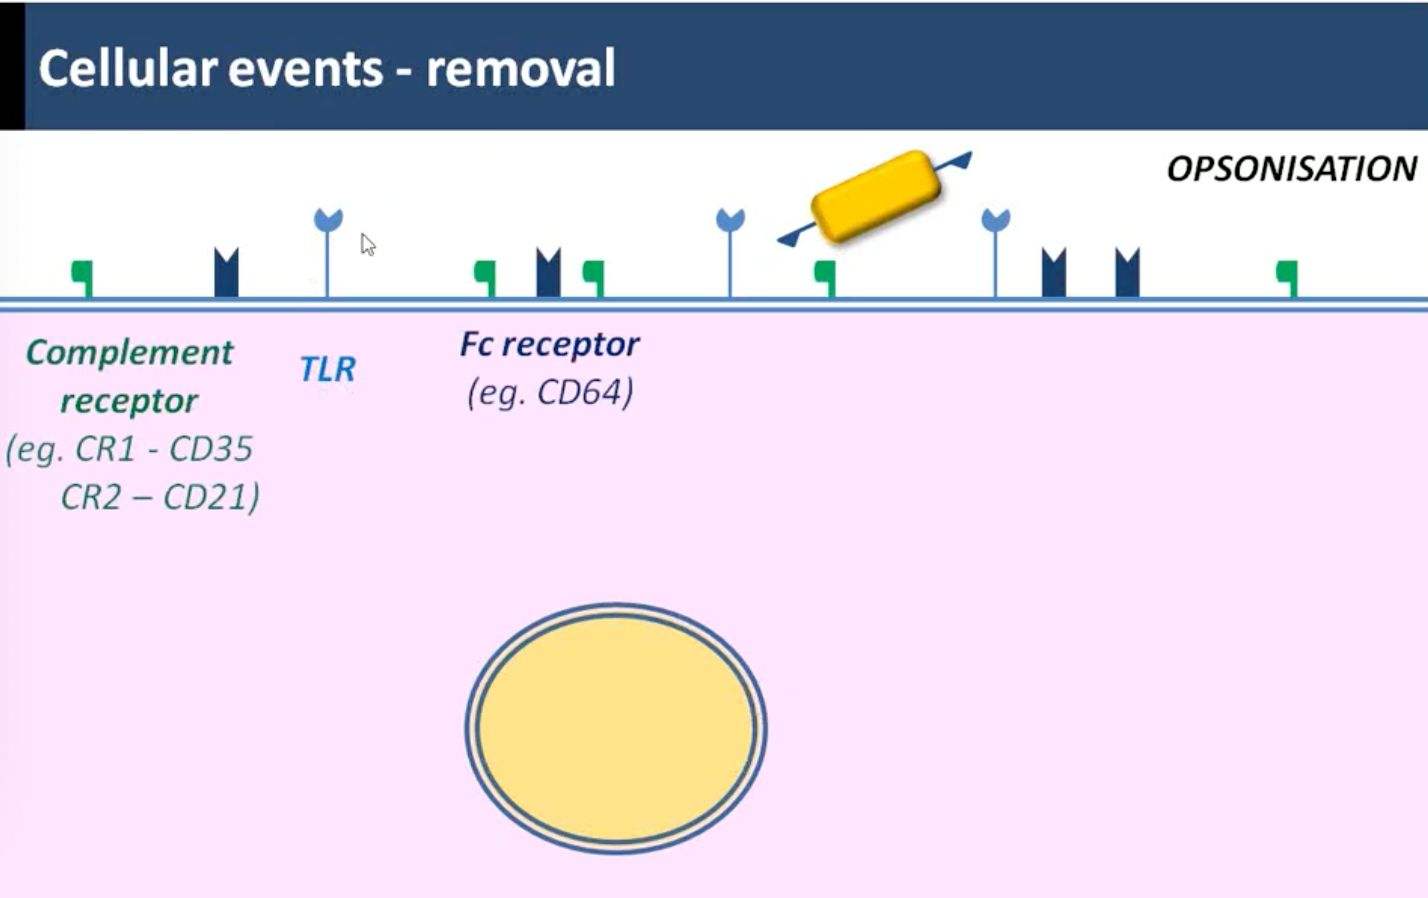 Cellular events - removal
OPSONISATION
Complement
receptor
(eg. CR1 - CD35
CR2 – CD21)
TLR
Fc receptor
(eg. CD64)